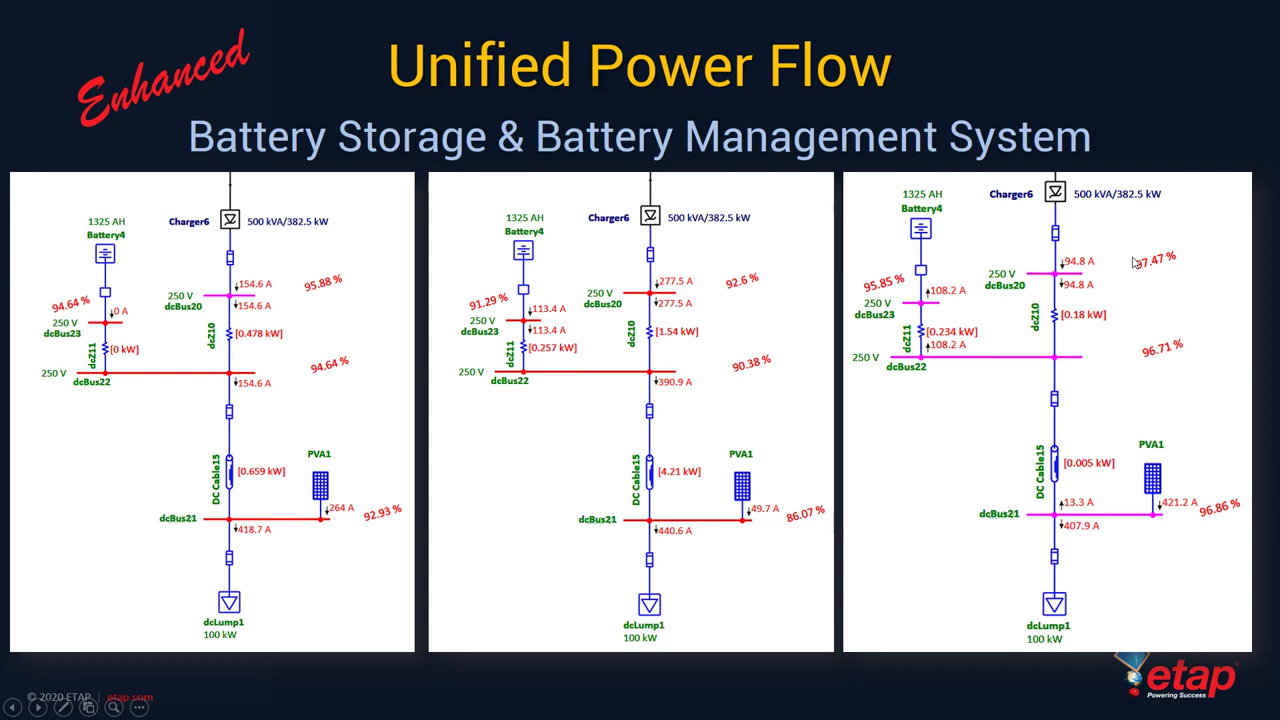 Enhanced
Unified Power Flow
Battery Storage & Battery Management System
1325 AH
Battery4
Charger6
500 kVA/382.5 kW
94.64 %
0 A
250 V
dcBus23
dcZ11
[0 kW]
250 V
dcBus20
154.6 A
154.6 A
95.88 %
dcZ10
[0.478 kW]
94.64 %
250 V
dcBus22
154.6 A
DC Cable15
[0.659 kW]
PVA1
264 A
92.93 %
dcBus21
418.7 A
dcLump1
100 kW
1325 AH
Battery4
Charger6
500 kVA/382.5 kW
91.29 %
113.4 A
250 V
dcBus23
113.4 A
dcZ11
[0.257 kW]
250 V
dcBus20
277.5 A
277.5 A
92.6 %
dcZ10
[1.54 kW]
90.38 %
250 V
dcBus22
390.9 A
DC Cable15
[4.21 kW]
PVA1
49.7 A
86.07 %
dcBus21
440.6 A
dcLump1
100 kW
1325 AH
Battery4
Charger6
500 kVA/382.5 kW
95.85 %
108.2 A
250 V
dcBus23
dcZ11
[0.234 kW]
108.2 A
250 V
dcBus20
94.8 A
94.8 A
97.47 %
dcZ10
[0.18 kW]
96.71 %
250 V
dcBus22
DC Cable15
[0.005 kW]
PVA1
13.3 A
421.2 A
96.86 %
dcBus21
407.9 A
dcLump1
100 kW
© 2020 ETAP | etap.com
etap
Powering Success